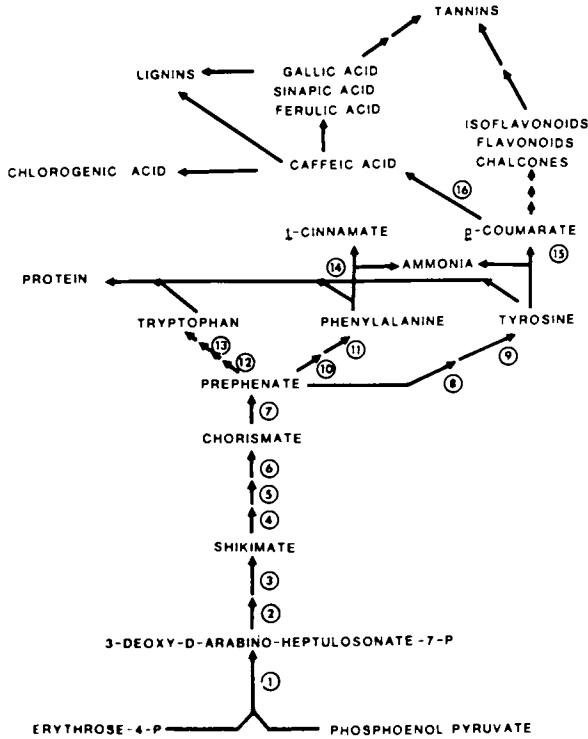 TANNINS
LIGNINS
GALLIC ACID
SINAPIC ACID
FERULIC ACID
ISOFLAVONOIDS
FLAVONOIDS
CHALCONES
CHLOROGENIC ACID
CAFFEIC ACID
16
1-CINNAMATE
p-COUMARATE
14
AMMONIA
15
PROTEIN
TRYPTOPHAN
PHENYLALANINE
TYROSINE
13
12
10
11
8
9
PREPHENATE
7
CHORISMATE
6
5
4
SHIKIMATE
3
2
3-DEOXY-D-ARABINO-HEPTULOSONATE-7-P
1
ERYTHROSE-4-P
PHOSPHOENOL PYRUVATE